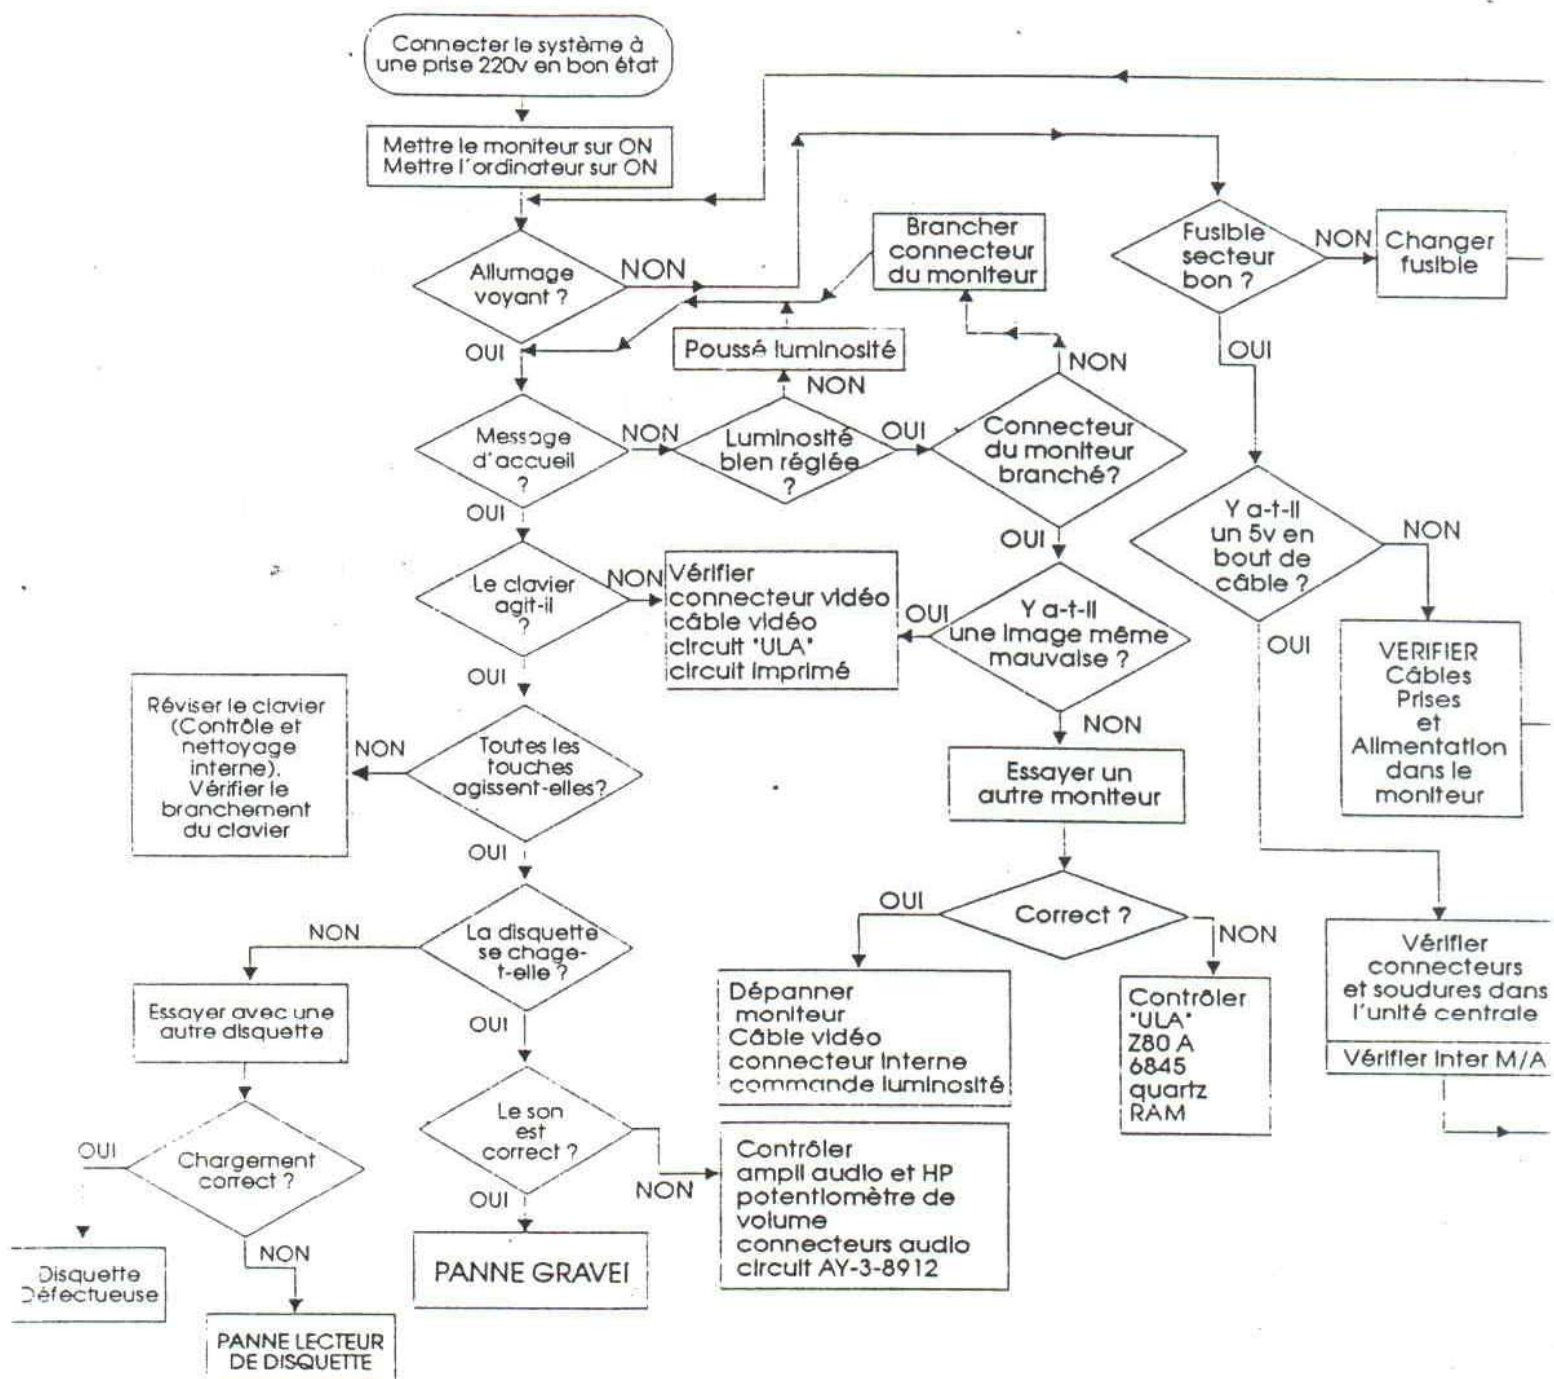 Connecter le système à
une prise 220v en bon état
Mettre le moniteur sur ON
Mettre l'ordinateur sur ON
Allumage
voyant ?
NON
OUI
Brancher
connecteur
du moniteur
Fusible
secteur
bon ?
NON
Changer
fusible
OUI
Poussé luminosité
NON
NON
Message
d'accueil
?
NON
OUI
Luminosité
bien réglée
?
OUI
Connecteur
du moniteur
branché?
OUI
Y a-t-il
un 5v en
bout de
câble ?
NON
OUI
Le clavier
agit-il
?
NON
OUI
Vérifier
connecteur vidéo
câble vidéo
circuit "ULA"
circuit imprimé
OUI
Y a-t-il
une image même
mauvaise ?
NON
VERIFIER
Câbles
Prises
et
Alimentation
dans le
moniteur
Réviser le clavier
(Contrôle et
nettoyage
interne).
Vérifier le
branchement
du clavier
NON
Toutes les
touches
agissent-elles?
OUI
Essayer un
autre moniteur
OUI
Correct ?
NON
NON
La disquette
se chage-
t-elle ?
OUI
Essayer avec une
autre disquette
Dépanner
moniteur
Câble vidéo
connecteur interne
commande luminosité
Contrôler
"ULA"
Z80 A
6845
quartz
RAM
Vérifier
connecteurs
et soudures dans
l'unité centrale
Vérifier inter M/A
Le son
est
correct ?
NON
OUI
Contrôler
ampli audio et HP
potentiomètre de
volume
connecteurs audio
circuit AY-3-8912
OUI
Chargement
correct ?
NON
PANNE GRAVE!
Disquette
Défectueuse
PANNE LECTEUR
DE DISQUETTE